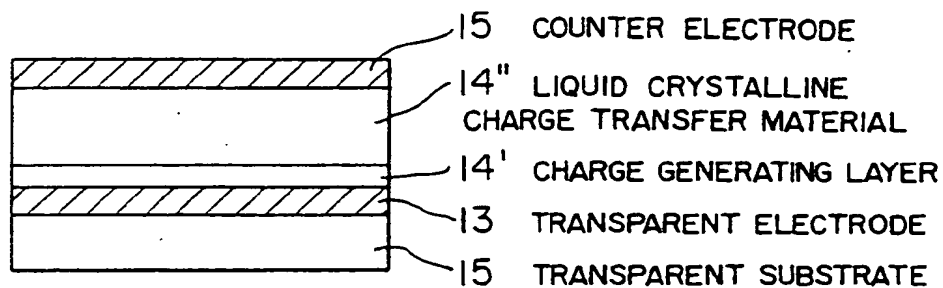 15 COUNTER ELECTRODE
14" LIQUID CRYSTALLINE
CHARGE TRANSFER MATERIAL
14' CHARGE GENERATING LAYER
13 TRANSPARENT ELECTRODE
15 TRANSPARENT SUBSTRATE